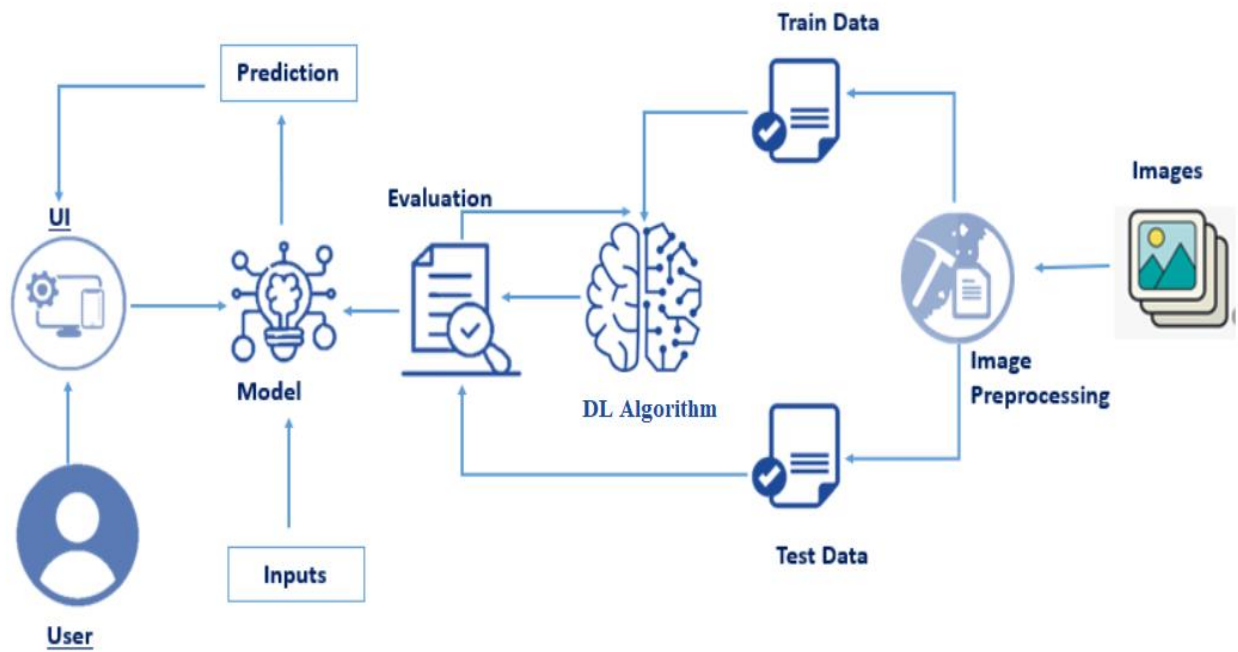 Train Data
Prediction
Images
Evaluation
UI
Image
Preprocessing
Model
DL Algorithm
Test Data
Inputs
User